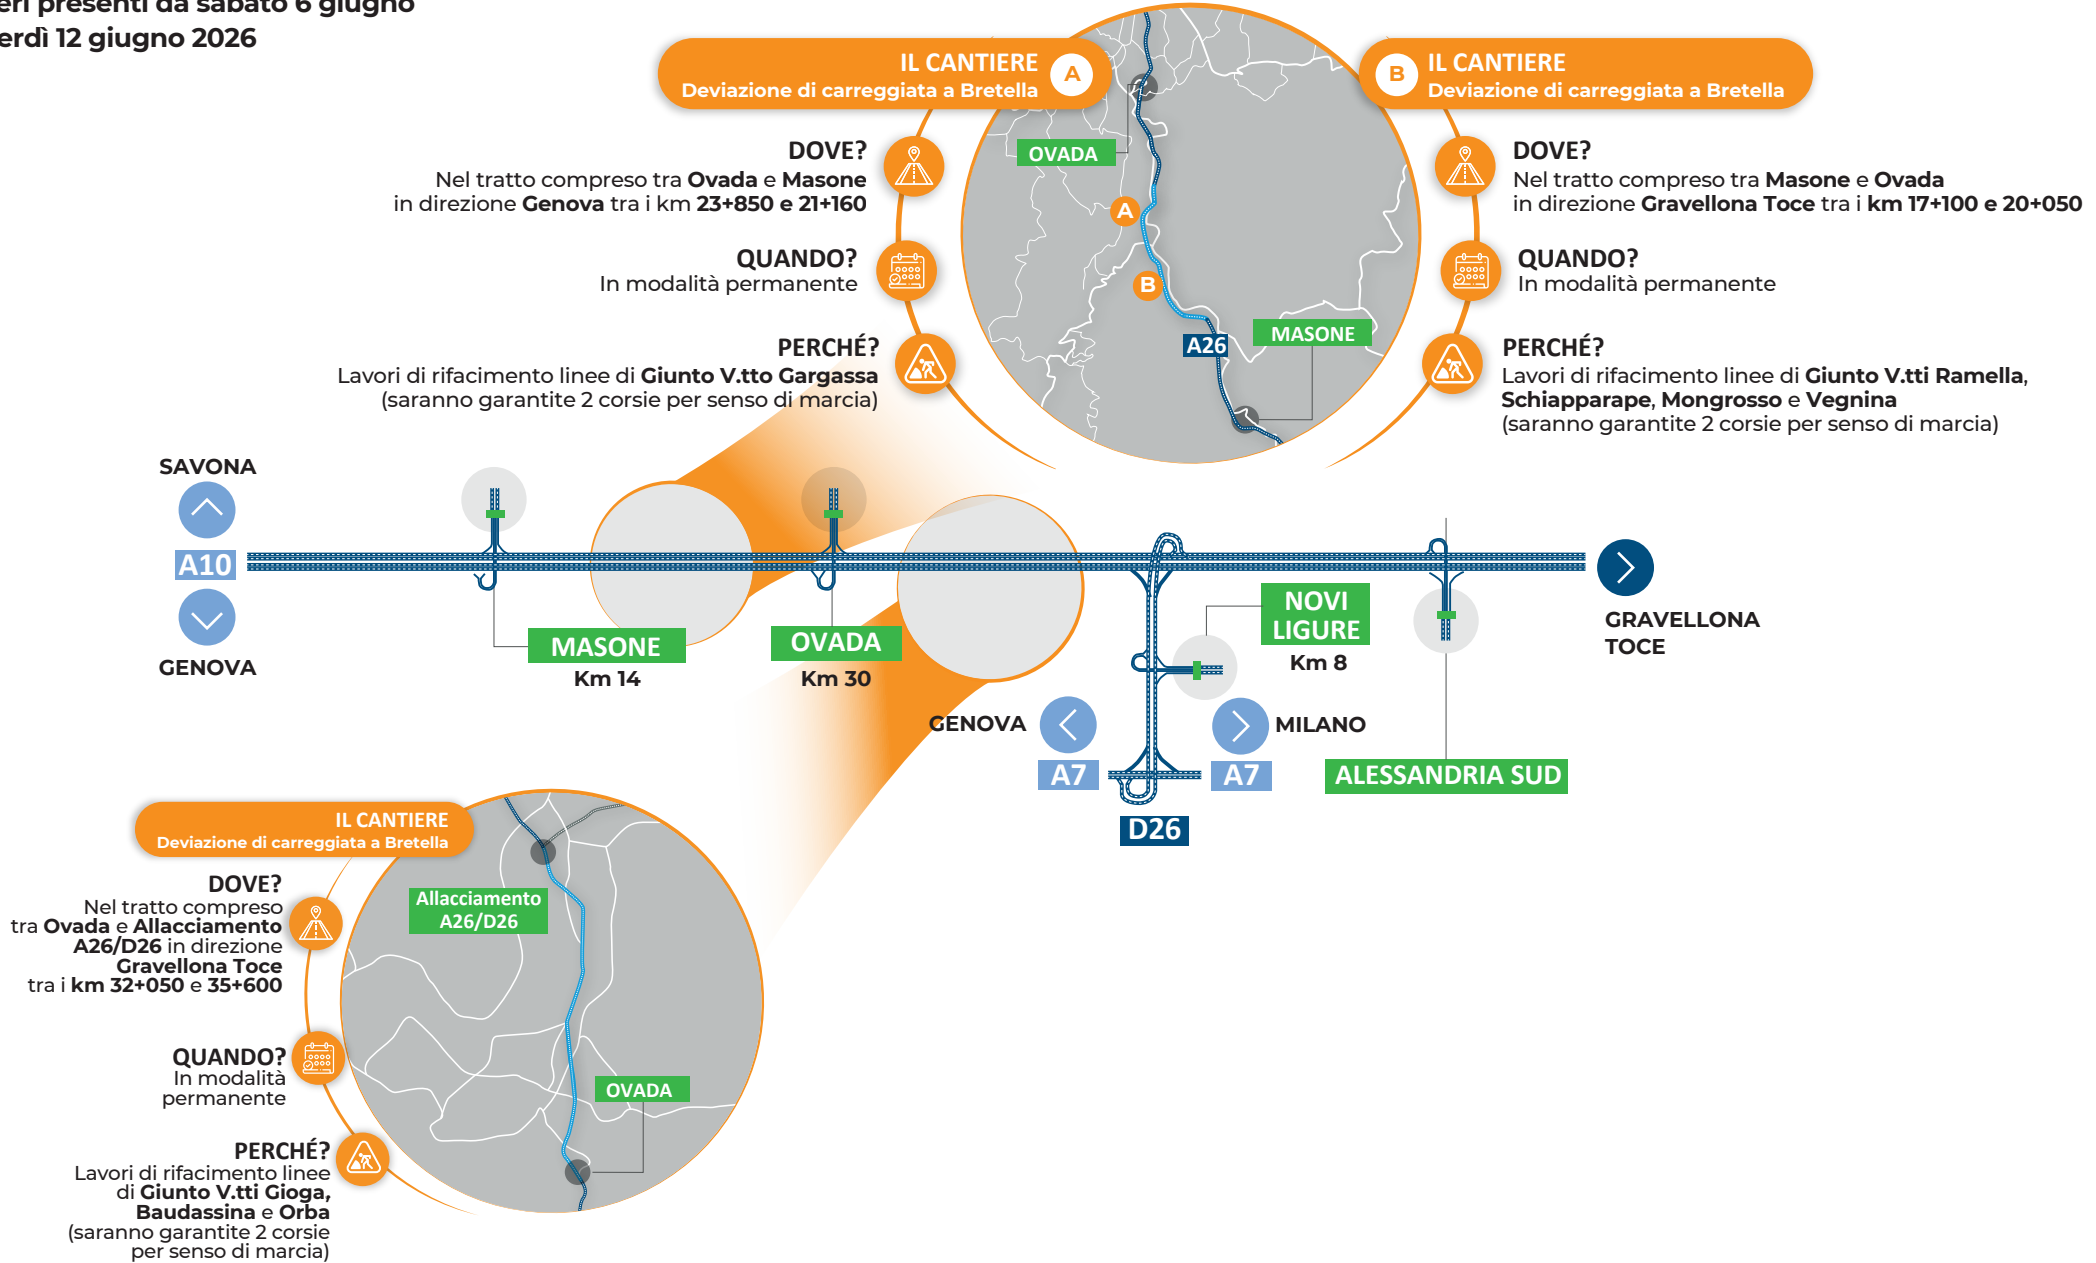 eri presenti da sabato 6 giugno
erdì 12 giugno 2026
IL CANTIERE
Deviazione di carreggiata a Bretella
A
DOVE?
Nel tratto compreso tra Ovada e Masone
in direzione Genova tra i km 23+850 e 21+160
QUANDO?
In modalità permanente
PERCHÉ?
Lavori di rifacimento linee di Giunto V.tto Gargassa
(saranno garantite 2 corsie per senso di marcia)
OVADA
A
B
A26
MASONE
B
IL CANTIERE
Deviazione di carreggiata a Bretella
DOVE?
Nel tratto compreso tra Masone e Ovada
in direzione Gravellona Toce tra i km 17+100 e 20+050
QUANDO?
In modalità permanente
PERCHÉ?
Lavori di rifacimento linee di Giunto V.tti Ramella,
Schiapparape, Mongrosso e Vegnina
(saranno garantite 2 corsie per senso di marcia)
SAVONA
A10
GENOVA
MASONE
Km 14
OVADA
Km 30
NOVI
LIGURE
Km 8
GENOVA
A7
MILANO
A7
D26
ALESSANDRIA SUD
GRAVELLONA
TOCE
IL CANTIERE
Deviazione di carreggiata a Bretella
DOVE?
Nel tratto compreso
tra Ovada e Allacciamento
A26/D26 in direzione
Gravellona Toce
tra i km 32+050 e 35+600
QUANDO?
In modalità
permanente
PERCHÉ?
Lavori di rifacimento linee
di Giunto V.tti Gioga,
Baudassina e Orba
(saranno garantite 2 corsie
per senso di marcia)
Allacciamento
A26/D26
OVADA